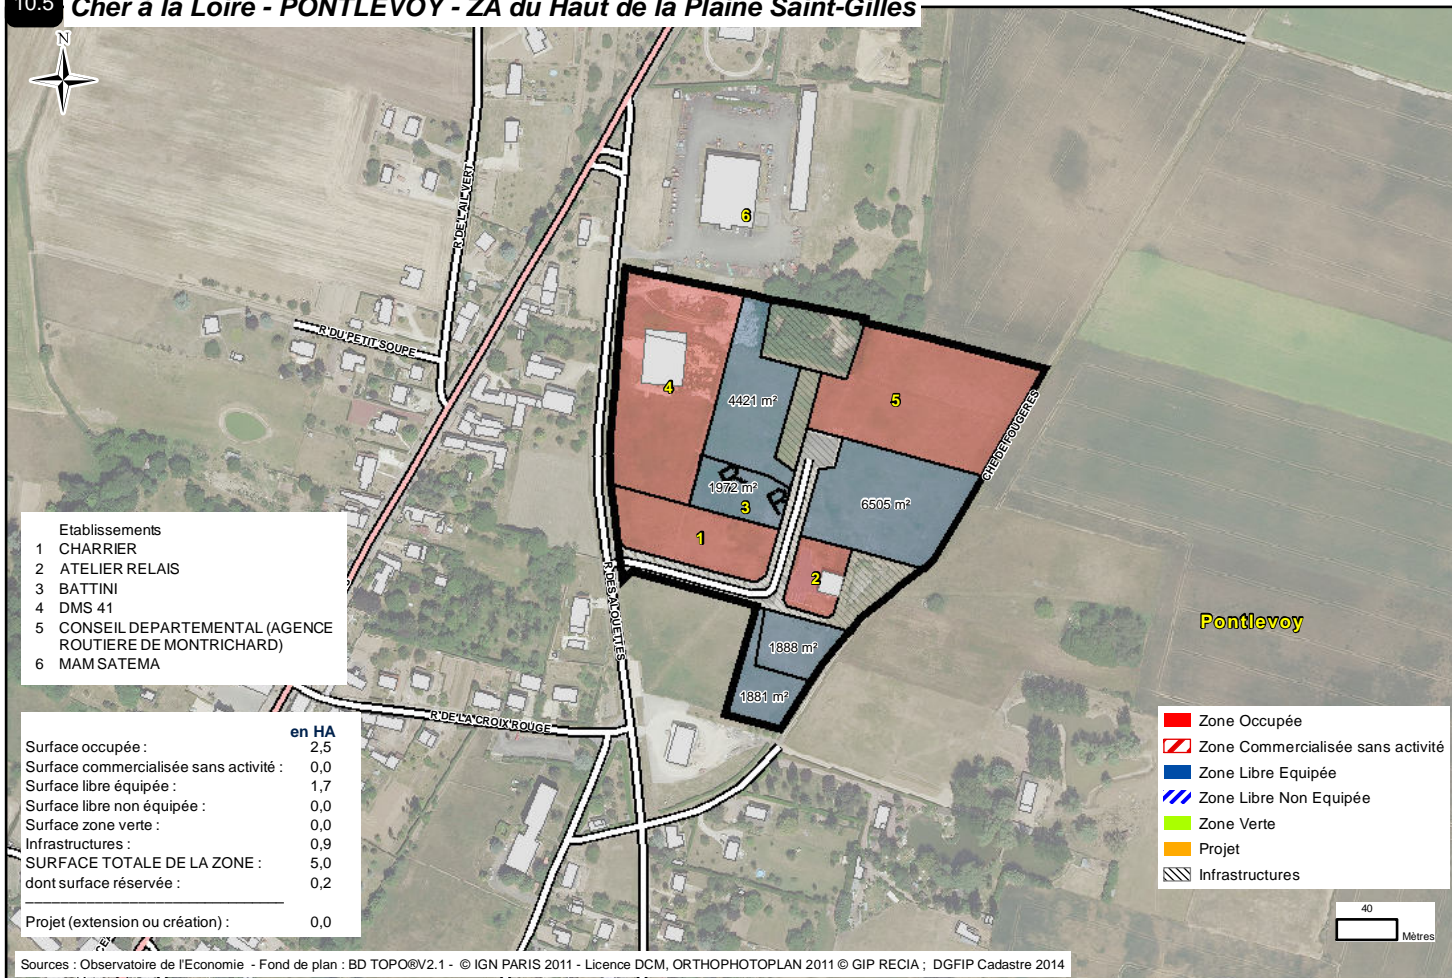 10.5 Cher à la Loire - PONTLEVOY - ZA du Haut de la Plaine Saint-Gilles
N
R DE L'AIL VERT
6
R DU PETIT SOUPE
4
4421 m²
5
CHE DE FOUGERES
1972 m²
3
R
6505 m²
1
2
R DES ALOUETTES
Pontlevoy
1888 m²
1881 m²
R DE LA CROIX ROUGE
Etablissements
1 CHARRIER
2 ATELIER RELAIS
3 BATTINI
4 DMS 41
5 CONSEIL DEPARTEMENTAL (AGENCE
ROUTIERE DE MONTRICHARD)
6 MAM SATEMA
en HA
Surface occupée : 2,5
Surface commercialisée sans activité : 0,0
Surface libre équipée : 1,7
Surface libre non équipée : 0,0
Surface zone verte : 0,0
Infrastructures : 0,9
SURFACE TOTALE DE LA ZONE : 5,0
dont surface réservée : 0,2
Projet (extension ou création) : 0,0
Zone Occupée
Zone Commercialisée sans activité
Zone Libre Equipée
Zone Libre Non Equipée
Zone Verte
Projet
Infrastructures
40
Mètres
Sources : Observatoire de l'Economie - Fond de plan : BD TOPO®V2.1 - © IGN PARIS 2011 - Licence DCM, ORTHOPHOTOPLAN 2011 © GIP RECIA ; DGFIP Cadastre 2014